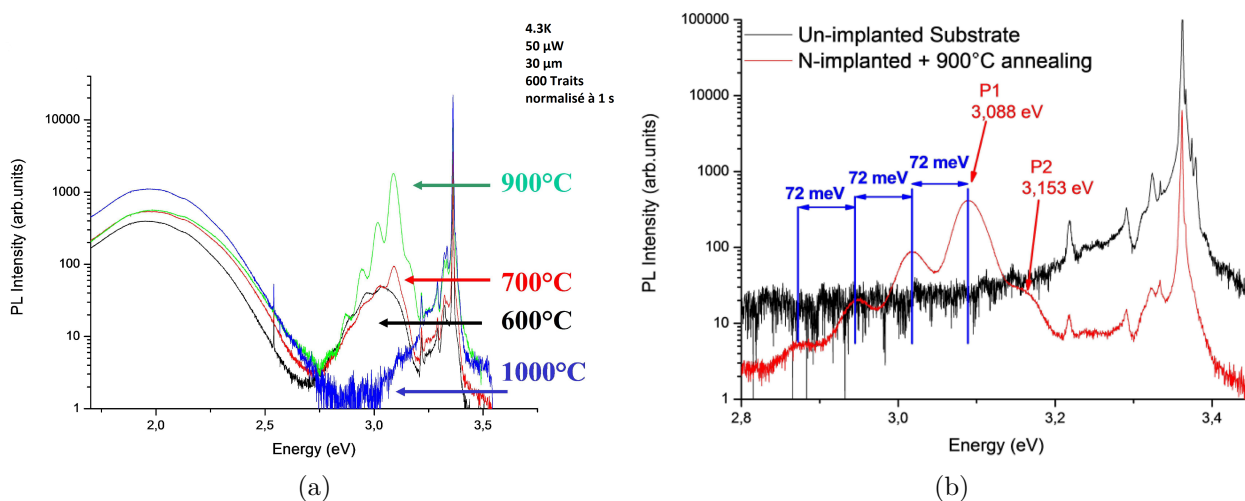 4.3K
50 µW
30 µm
600 Traits
normalisé à 1 s
PL Intensity (arb.units)
10000
1000
100
10
1
900°C
700°C
600°C
1000°C
2,0
2,5
3,0
3,5
Energy (eV)
(a)
PL Intensity (arb.units)
100000
10000
1000
100
10
1
Un-implanted Substrate
N-implanted + 900°C annealing
P1
3,088 eV
P2
3,153 eV
72 meV
72 meV
72 meV
2,8
3,0
3,2
3,4
Energy (eV)
(b)